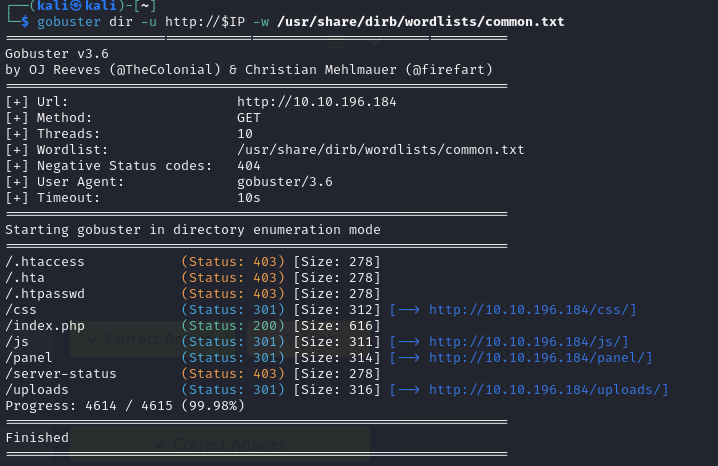 ┌──(kali㉿kali)-[~]
└─$ gobuster dir -u http://$IP -w /usr/share/dirb/wordlists/common.txt
===============================================================
Gobuster v3.6
by OJ Reeves (@TheColonial) & Christian Mehlmauer (@firefart)
===============================================================
[+] Url:                     http://10.10.196.184
[+] Method:                  GET
[+] Threads:                 10
[+] Wordlist:                /usr/share/dirb/wordlists/common.txt
[+] Negative Status codes:   404
[+] User Agent:              gobuster/3.6
[+] Timeout:                 10s
===============================================================
Starting gobuster in directory enumeration mode
===============================================================
/.htaccess            (Status: 403) [Size: 278]
/.hta                 (Status: 403) [Size: 278]
/.htpasswd            (Status: 403) [Size: 278]
/css                  (Status: 301) [Size: 312] [--> http://10.10.196.184/css/]
/index.php            (Status: 200) [Size: 616]
✓ Correct An
/js                   (Status: 301) [Size: 311] [--> http://10.10.196.184/js/]
/panel                (Status: 301) [Size: 314] [--> http://10.10.196.184/panel/]
/server-status        (Status: 403) [Size: 278]
/uploads              (Status: 301) [Size: 316] [--> http://10.10.196.184/uploads/]
Progress: 4614 / 4615 (99.98%)
===============================================================
Finished
✓ Correct Answer
===============================================================